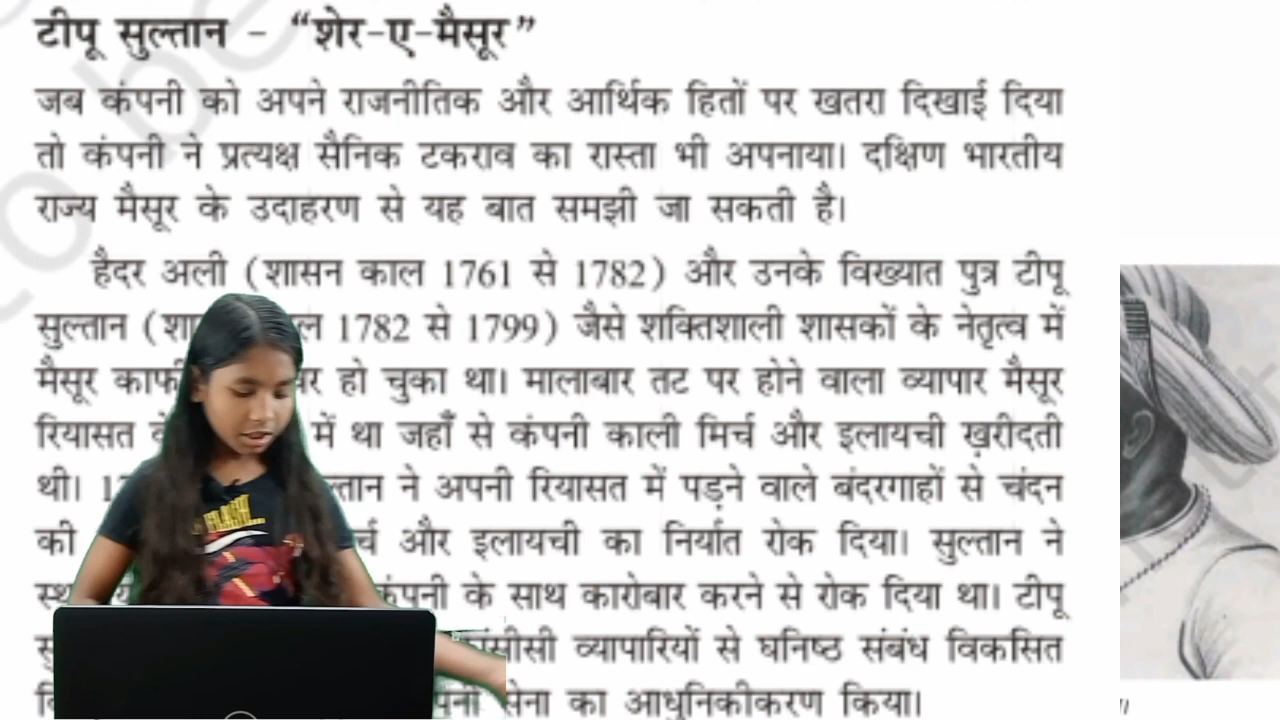 टीपू सुल्तान - “शेर-ए-मैसूर”
जब कंपनी को अपने राजनीतिक और आर्थिक हितों पर खतरा दिखाई दिया
तो कंपनी ने प्रत्यक्ष सैनिक टकराव का रास्ता भी अपनाया। दक्षिण भारतीय
राज्य मैसूर के उदाहरण से यह बात समझी जा सकती है।
हैदर अली (शासन काल 1761 से 1782) और उनके विख्यात पुत्र टीपू
सुल्तान 1782 से 1799) जैसे शक्तिशाली शासकों के नेतृत्व में
मैसूर हो चुका था। मालाबार तट पर होने वाला व्यापार मैसूर
रियासत में था जहाँ से कंपनी काली मिर्च और इलायची ख़रीदती
थी। ने अपनी रियासत में पड़ने वाले बंदरगाहों से चंदन
की और इलायची का निर्यात रोक दिया। सुल्तान ने
कंपनी के साथ कारोबार करने से रोक दिया था। टीपू
व्यापारियों से घनिष्ठ संबंध विकसित
सेना का आधुनिकीकरण किया।